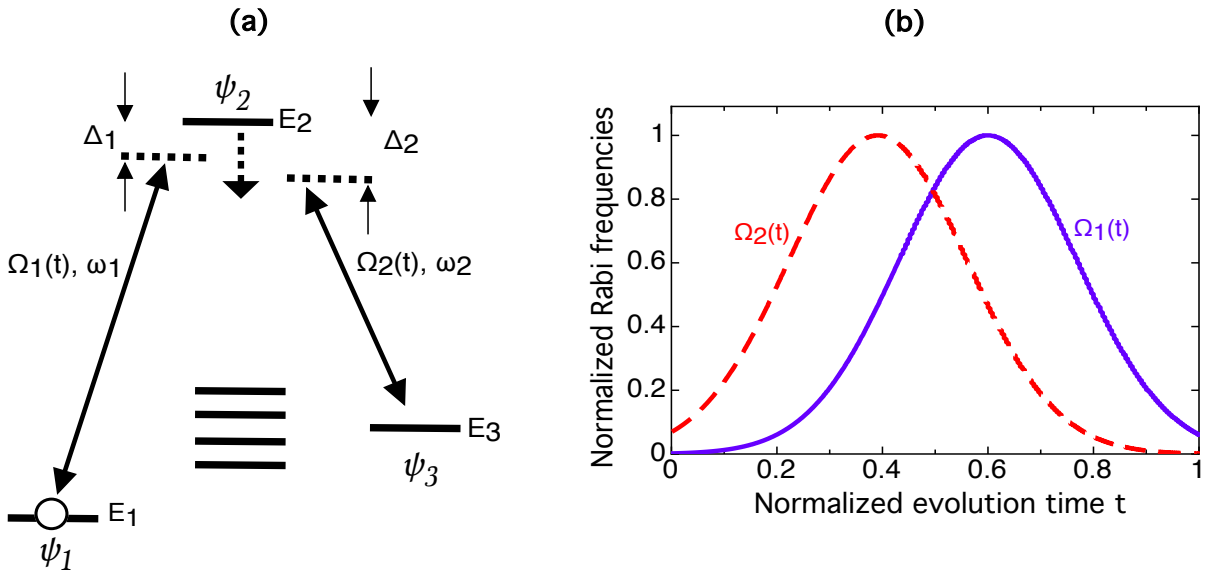 (a)
ψ2
E2
Δ1
Δ2
Ω1(t), ω1
Ω2(t), ω2
E3
ψ3
E1
ψ1
(b)
Normalized Rabi frequencies
1
0.8
0.6
0.4
0.2
0
Ω2(t)
Ω1(t)
0 0.2 0.4 0.6 0.8 1
Normalized evolution time t